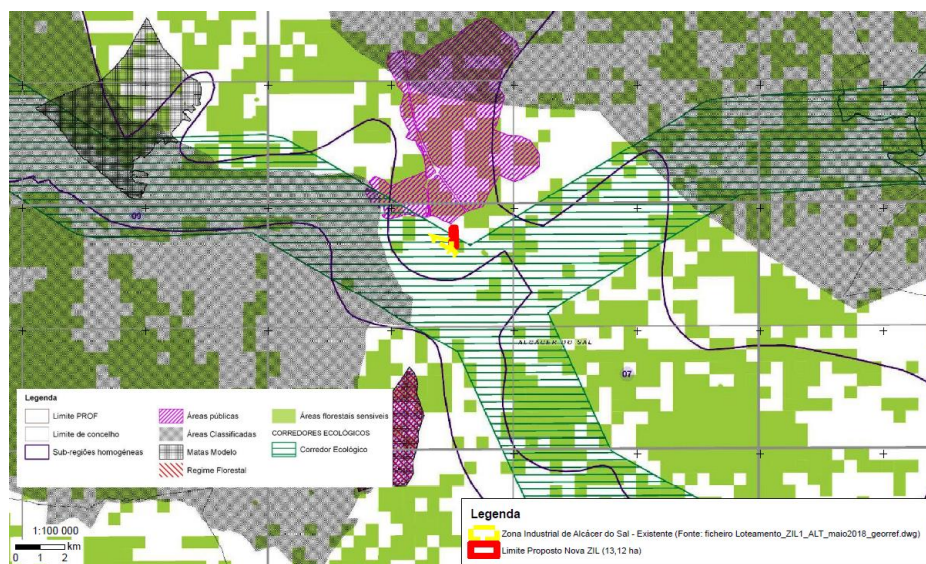 09
ALCÁCER DO SAL
07
Legenda
Limite PROF
Limite de concelho
Sub-regiões homogéneas
Áreas públicas
Áreas Classificadas
Matas Modelo
Regime Florestal
Áreas florestais sensíveis
CORREDORES ECOLÓGICOS
Corredor Ecológico
1:100 000
km
0 1 2
Legenda
Zona Industrial de Alcácer do Sal - Existente (Fonte: ficheiro Loteamento_ZIL1_ALT_maio2018_georref.dwg)
Limite Proposto Nova ZIL (13,12 ha)